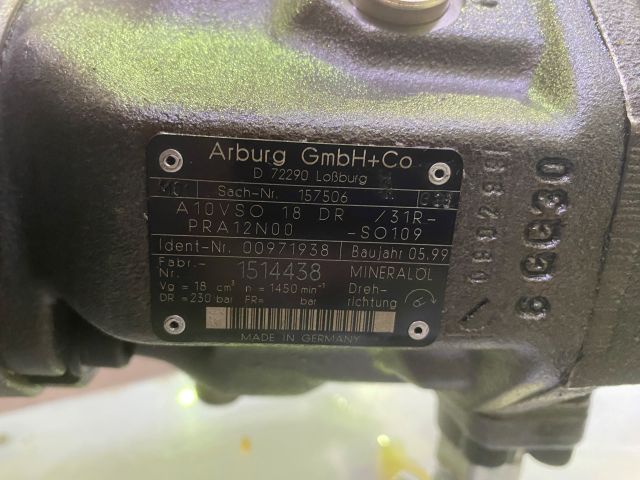 Arburg GmbH+Co
D 72290 Loßburg
Sach-Nr. 157506
A10VSO 18 DR /31R-
PRA12N00 -SO109
Ident-Nr. 00971938 Baujahr 05.99
Fabr.-
Nr. 1514438 MINERALÖL
Vg = 18 cm³ n = 1450 min⁻¹ Dreh-
DR = 230 bar FR= bar richtung
MADE IN GERMANY